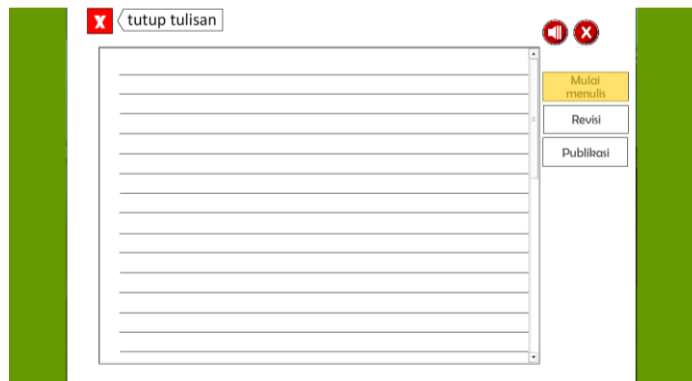 X
tutup tulisan
X
Mulai
menulis
Revisi
Publikasi